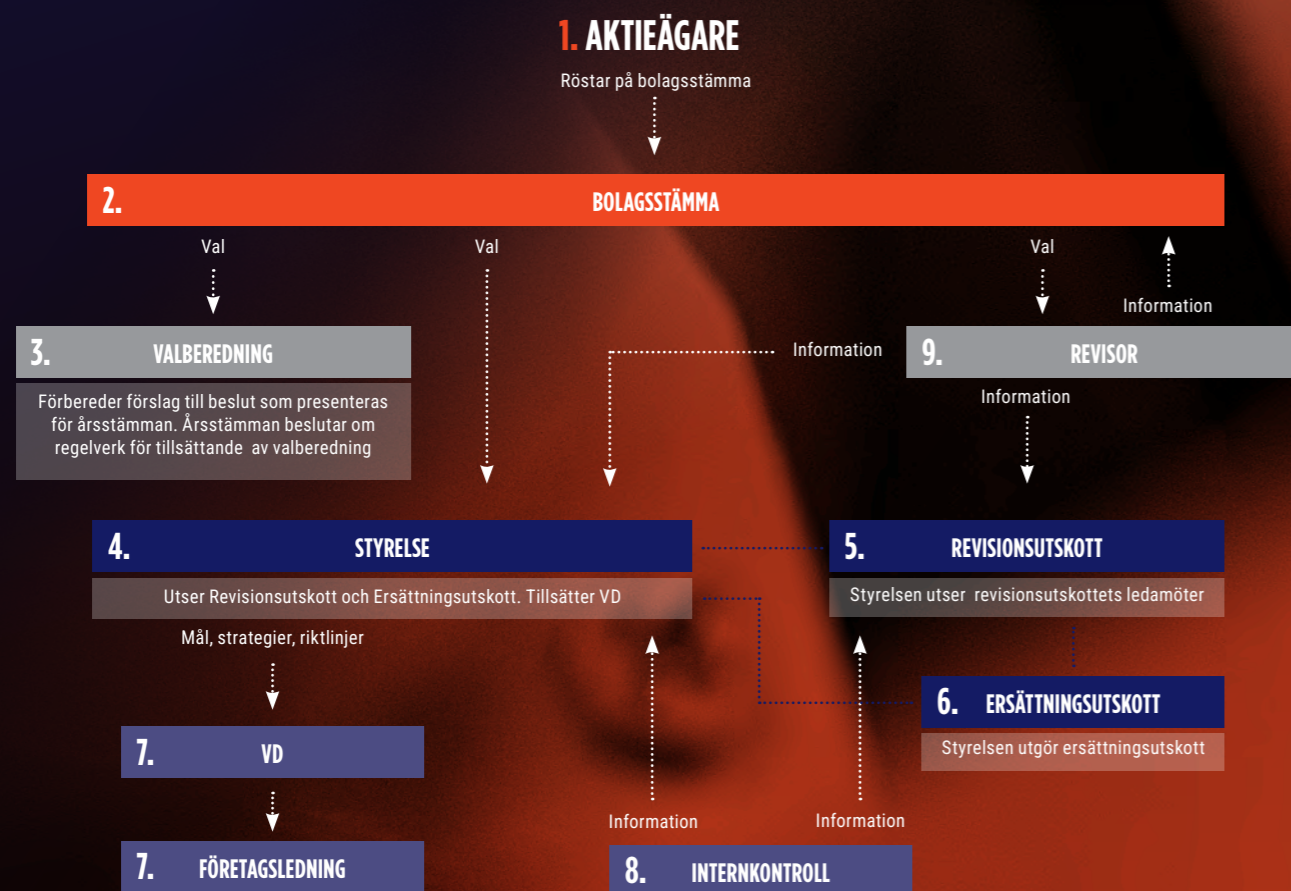 1. AKTIEÄGARE
Röstar på bolagsstämma
2. BOLAGSSTÄMMA
Val
Val
Val
Information
3. VALBEREDNING
Förbereder förslag till beslut som presenteras
för årsstämman. Årsstämman beslutar om
regelverk för tillsättande av valberedning
Information
9. REVISOR
Information
4. STYRELSE
Utser Revisionsutskott och Ersättningsutskott. Tillsätter VD
5. REVISIONSUTSKOTT
Styrelsen utser revisionsutskottets ledamöter
Mål, strategier, riktlinjer
6. ERSÄTTNINGSUTSKOTT
Styrelsen utgör ersättningsutskott
7. VD
Information
Information
7. FÖRETAGSLEDNING
8. INTERNKONTROLL